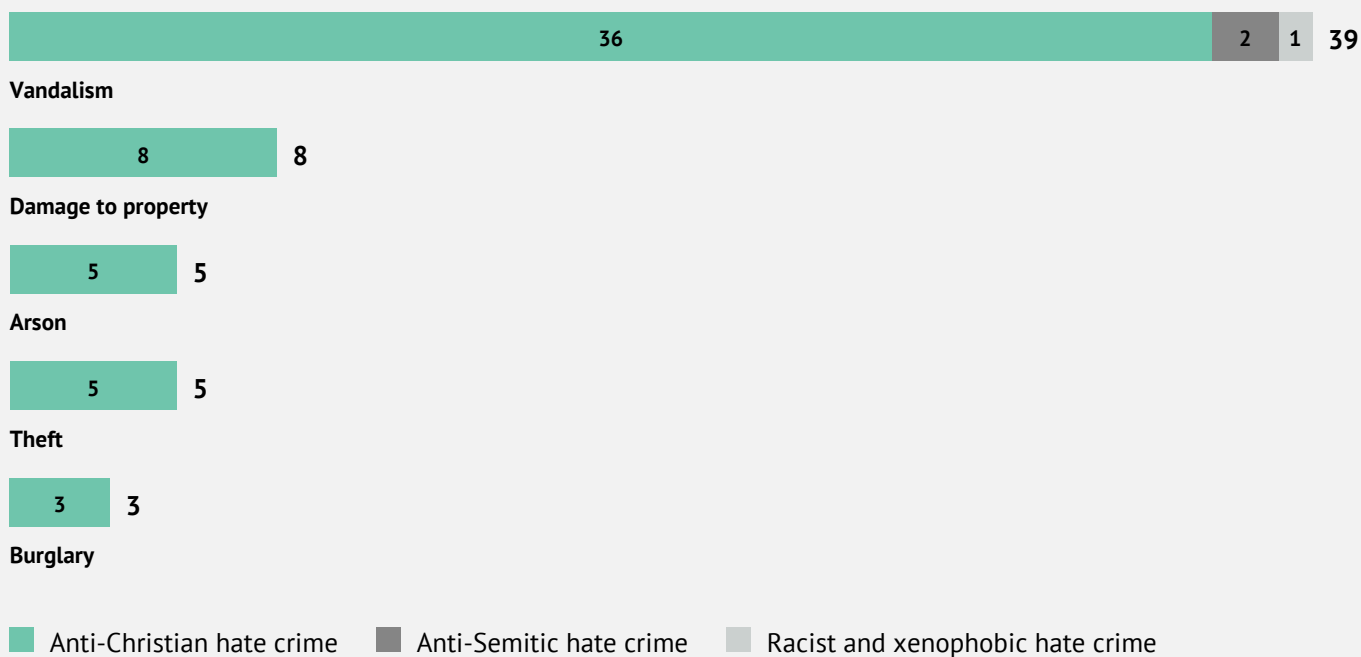 36 2 1 39
Vandalism
8 8
Damage to property
5 5
Arson
5 5
Theft
3 3
Burglary
Anti-Christian hate crime Anti-Semitic hate crime Racist and xenophobic hate crime